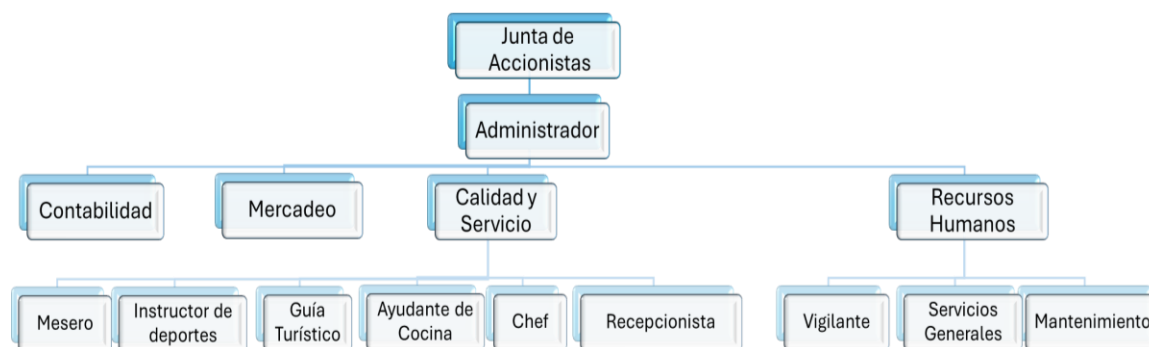 Junta de
Accionistas
Administrador
Contabilidad
Mercadeo
Calidad y
Servicio
Recursos
Humanos
Mesero
Instructor de
deportes
Guía
Turístico
Ayudante de
Cocina
Chef
Recepcionista
Vigilante
Servicios
Generales
Mantenimiento